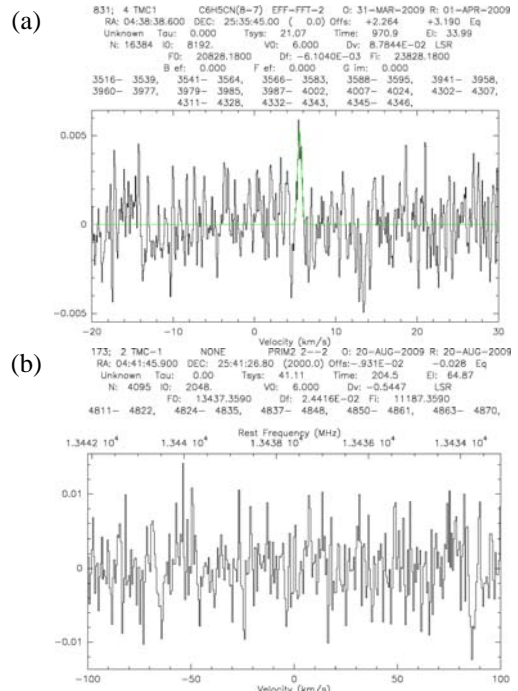 (a)
831; 4 TMC1 C6H5CN(8-7) EFF-FFT-2 O: 31-MAR-2009 R: 01-APR-2009
RA: 04:38:38.600 DEC: 25:35:45.00 ( 0.0) Offs: +2.264 +3.190 Eq
Unknown Tau: 0.000 Tsys: 21.07 Time: 970.9 El: 33.99
N: 16384 I0: 8192. V0: 6.000 Dv: 8.7844E-02 LSR
F0: 20828.1800 Df: -6.1040E-03 Fi: 23828.1800
B ef: 0.000 F ef: 0.000 G im: 0.000
3516- 3539, 3541- 3564, 3566- 3583, 3588- 3595, 3941- 3958,
3960- 3977, 3979- 3985, 3987- 4002, 4007- 4024, 4302- 4307,
4311- 4328, 4332- 4343, 4345- 4346,
0.005
0
-0.005
-20 -10 0 10 20 30
Velocity (km/s)
(b)
173; 2 TMC-1 NONE PRIM2 2--2 O: 20-AUG-2009 R: 20-AUG-2009
RA: 04:41:45.900 DEC: 25:41:26.80 (2000.0) Offs:-.931E-02 -0.028 Eq
Unknown Tau: 0.00 Tsys: 41.11 Time: 204.5 El: 64.87
N: 4095 I0: 2048. V0: 6.000 Dv: -0.5447 LSR
F0: 13437.3590 Df: 2.4416E-02 Fi: 11187.3590
4811- 4822, 4824- 4835, 4837- 4848, 4850- 4861, 4863- 4870,
Rest Frequency (MHz)
1.3442 10⁴ 1.344 10⁴ 1.3438 10⁴ 1.3436 10⁴ 1.3434 10⁴
0.01
0
-0.01
-100 -50 0 50 100
Velocity (km/s)